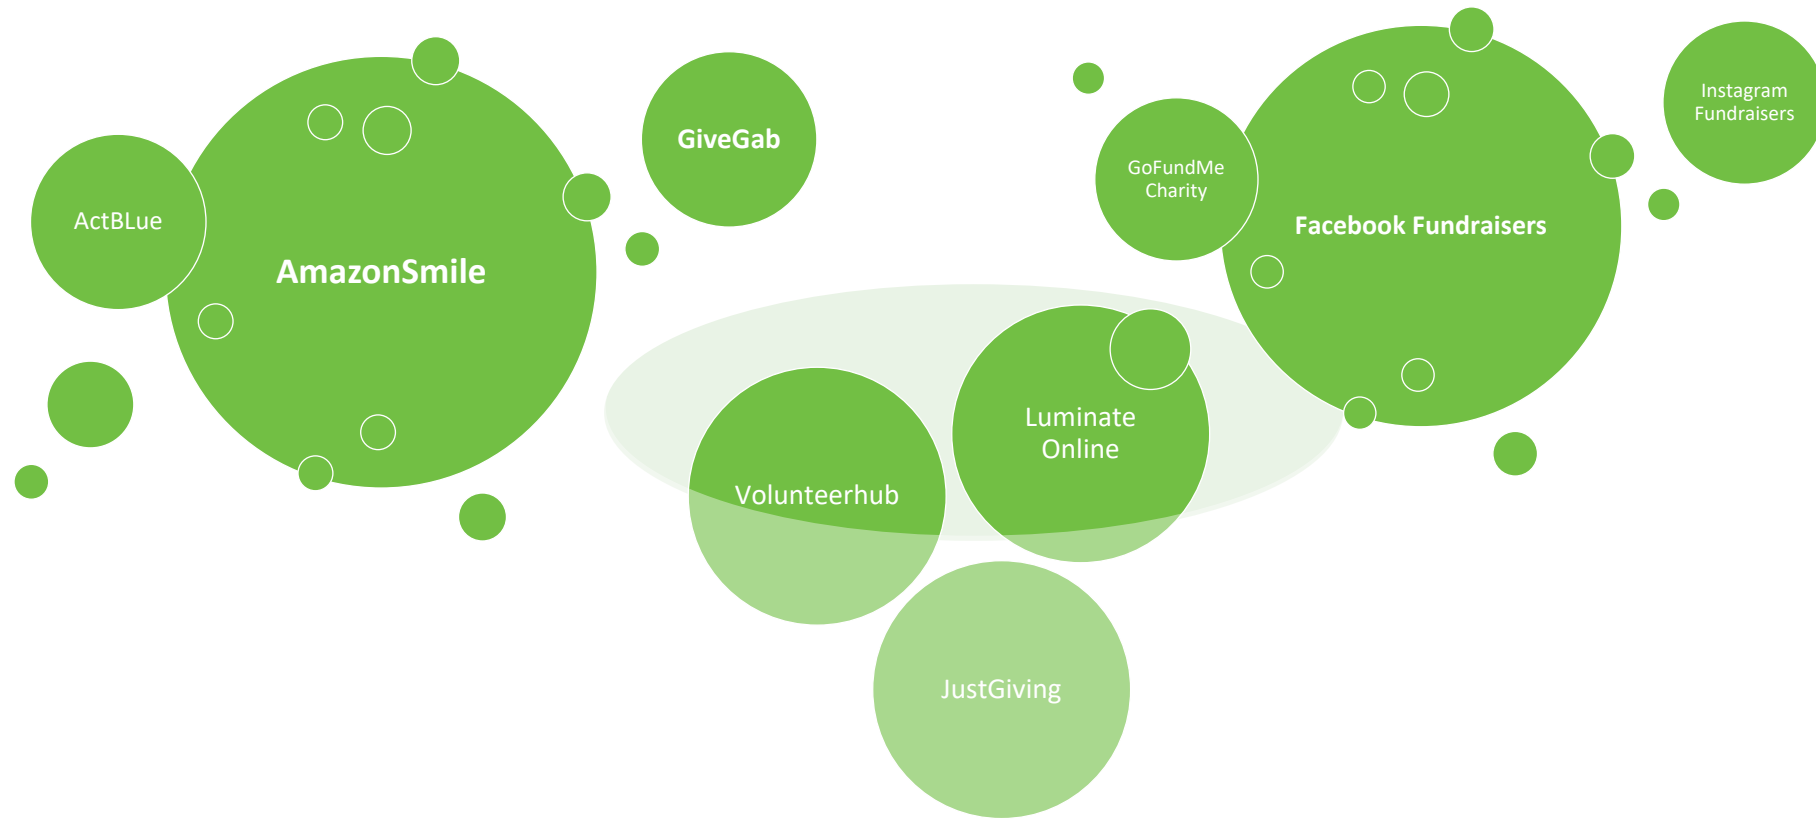 ActBLue
AmazonSmile
GiveGab
GoFundMe
Charity
Facebook Fundraisers
Instagram
Fundraisers
Volunteerhub
Luminate
Online
JustGiving